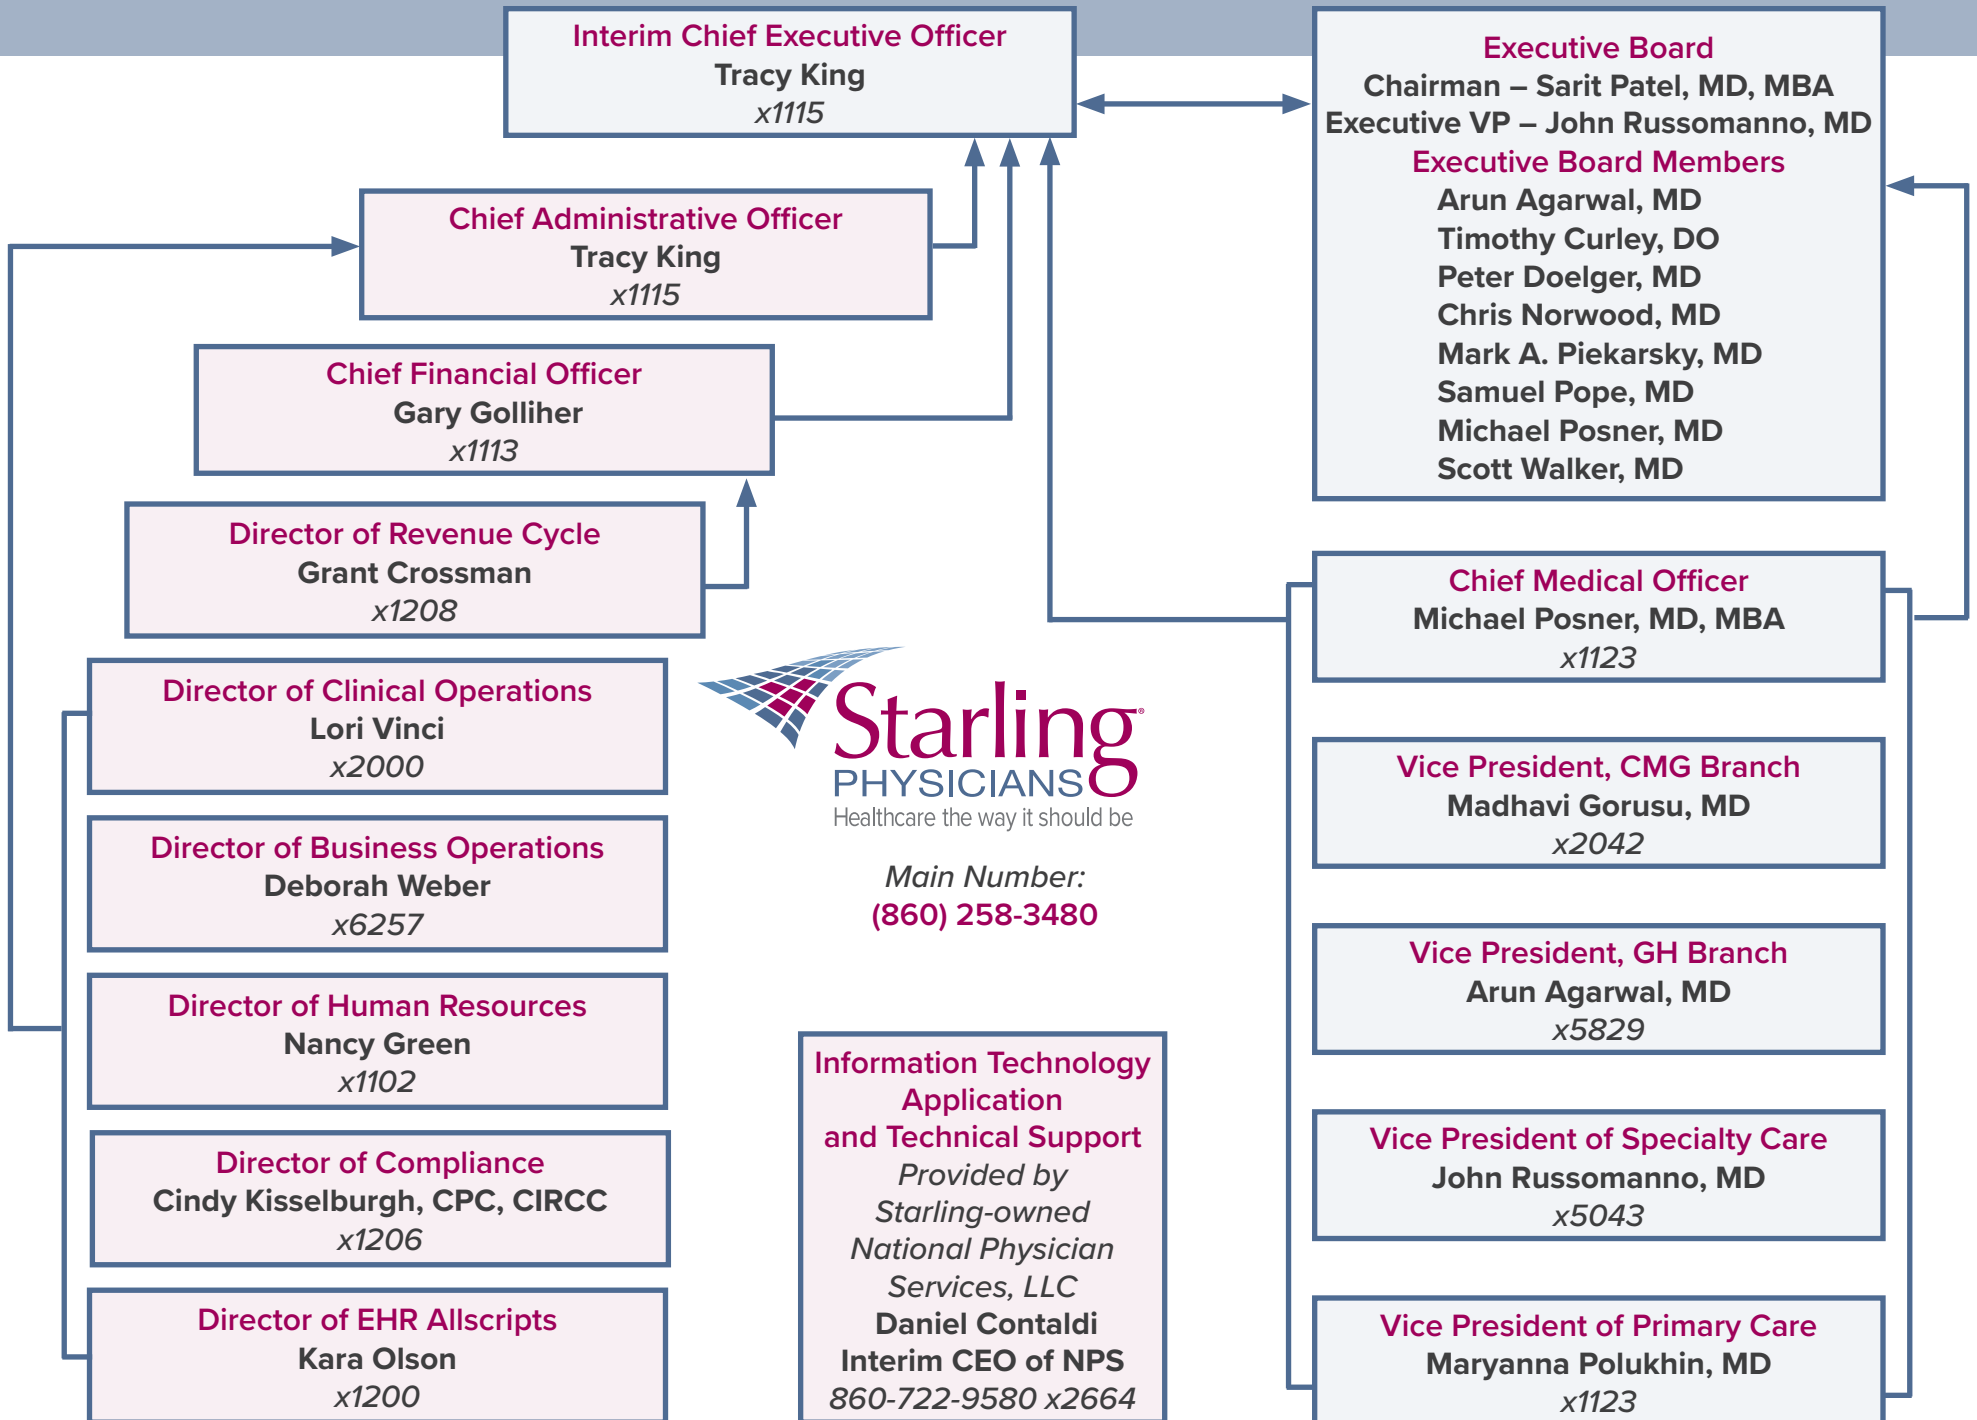 Interim Chief Executive Officer
Tracy King
x1115
Executive Board
Chairman – Sarit Patel, MD, MBA
Executive VP – John Russomanno, MD
Executive Board Members
Arun Agarwal, MD
Timothy Curley, DO
Peter Doelger, MD
Chris Norwood, MD
Mark A. Piekarsky, MD
Samuel Pope, MD
Michael Posner, MD
Scott Walker, MD
Chief Administrative Officer
Tracy King
x1115
Chief Financial Officer
Gary Golliher
x1113
Director of Revenue Cycle
Grant Crossman
x1208
Director of Clinical Operations
Lori Vinci
x2000
Director of Business Operations
Deborah Weber
x6257
Director of Human Resources
Nancy Green
x1102
Director of Compliance
Cindy Kisselburgh, CPC, CIRCC
x1206
Director of EHR Allscripts
Kara Olson
x1200
Starling®
PHYSICIANS
Healthcare the way it should be
Main Number:
(860) 258-3480
Information Technology
Application
and Technical Support
Provided by
Starling-owned
National Physician
Services, LLC
Daniel Contaldi
Interim CEO of NPS
860-722-9580 x2664
Chief Medical Officer
Michael Posner, MD, MBA
x1123
Vice President, CMG Branch
Madhavi Gorusu, MD
x2042
Vice President, GH Branch
Arun Agarwal, MD
x5829
Vice President of Specialty Care
John Russomanno, MD
x5043
Vice President of Primary Care
Maryanna Polukhin, MD
x1123